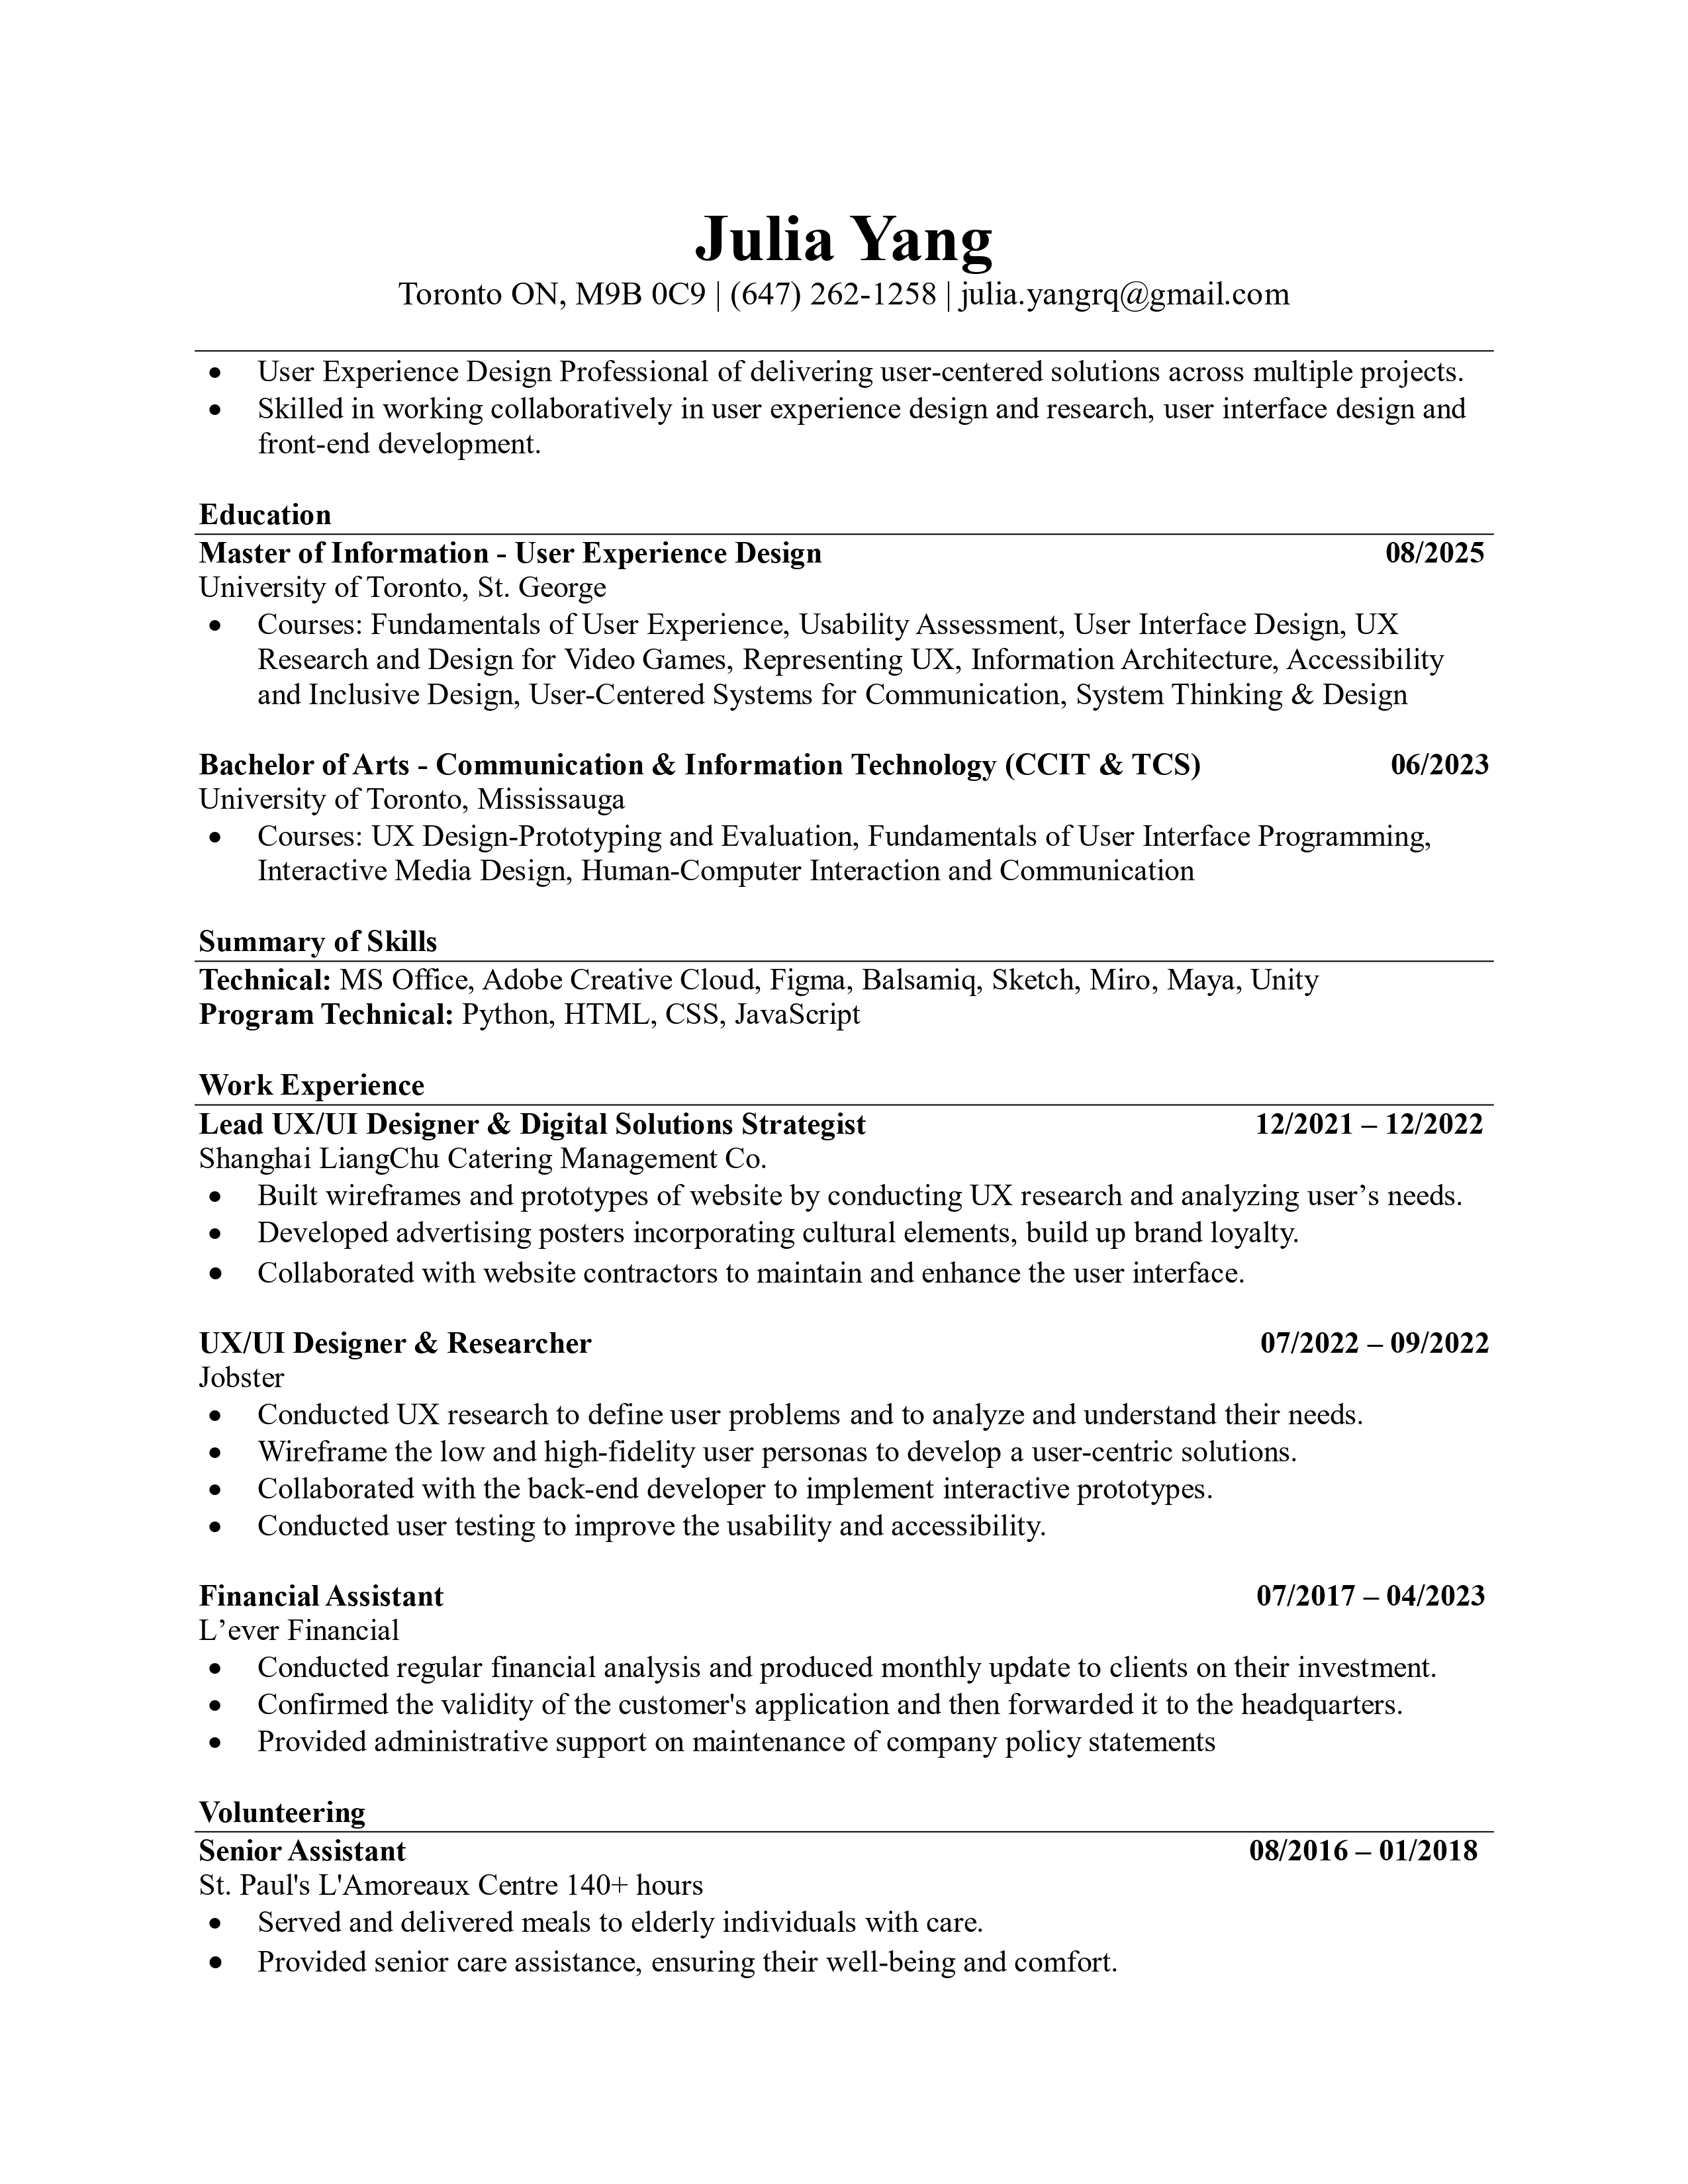 Julia Yang
Toronto ON, M9B 0C9 | (647) 262-1258 | julia.yangrq@gmail.com
• User Experience Design Professional of delivering user-centered solutions across multiple projects.
• Skilled in working collaboratively in user experience design and research, user interface design and
front-end development.
Education
Master of Information - User Experience Design 08/2025
University of Toronto, St. George
• Courses: Fundamentals of User Experience, Usability Assessment, User Interface Design, UX
Research and Design for Video Games, Representing UX, Information Architecture, Accessibility
and Inclusive Design, User-Centered Systems for Communication, System Thinking & Design
Bachelor of Arts - Communication & Information Technology (CCIT & TCS) 06/2023
University of Toronto, Mississauga
• Courses: UX Design-Prototyping and Evaluation, Fundamentals of User Interface Programming,
Interactive Media Design, Human-Computer Interaction and Communication
Summary of Skills
Technical: MS Office, Adobe Creative Cloud, Figma, Balsamiq, Sketch, Miro, Maya, Unity
Program Technical: Python, HTML, CSS, JavaScript
Work Experience
Lead UX/UI Designer & Digital Solutions Strategist 12/2021 – 12/2022
Shanghai LiangChu Catering Management Co.
• Built wireframes and prototypes of website by conducting UX research and analyzing user’s needs.
• Developed advertising posters incorporating cultural elements, build up brand loyalty.
• Collaborated with website contractors to maintain and enhance the user interface.
UX/UI Designer & Researcher 07/2022 – 09/2022
Jobster
• Conducted UX research to define user problems and to analyze and understand their needs.
• Wireframe the low and high-fidelity user personas to develop a user-centric solutions.
• Collaborated with the back-end developer to implement interactive prototypes.
• Conducted user testing to improve the usability and accessibility.
Financial Assistant 07/2017 – 04/2023
L’ever Financial
• Conducted regular financial analysis and produced monthly update to clients on their investment.
• Confirmed the validity of the customer's application and then forwarded it to the headquarters.
• Provided administrative support on maintenance of company policy statements
Volunteering
Senior Assistant 08/2016 – 01/2018
St. Paul's L'Amoreaux Centre 140+ hours
• Served and delivered meals to elderly individuals with care.
• Provided senior care assistance, ensuring their well-being and comfort.